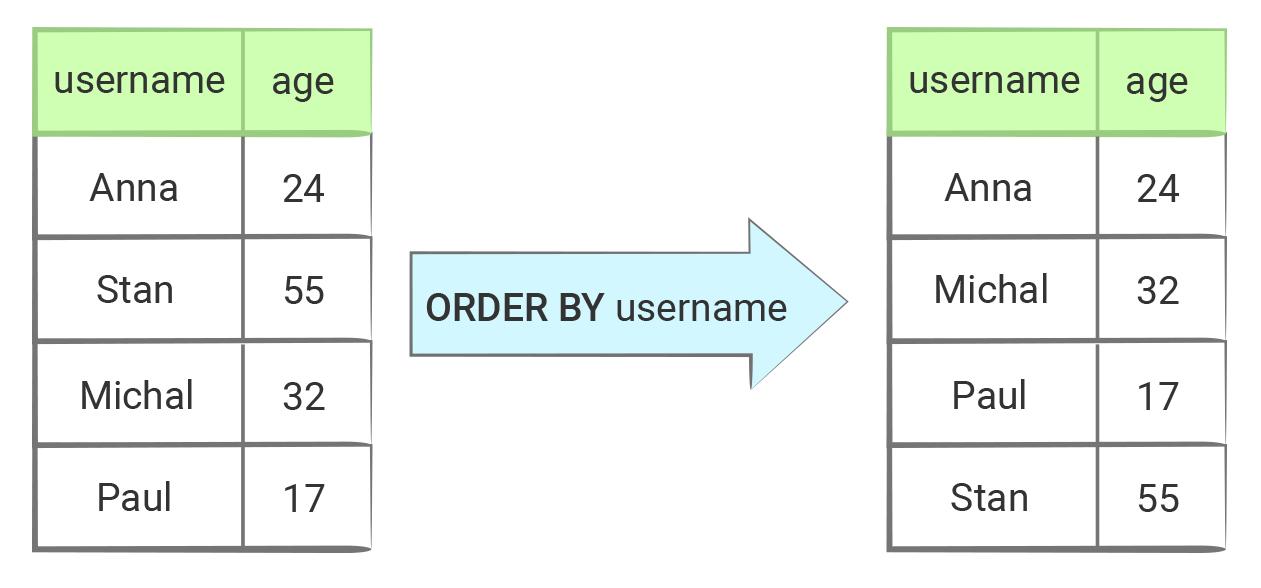 username age
Anna 24
Stan 55
Michal 32
Paul 17
ORDER BY username
username age
Anna 24
Michal 32
Paul 17
Stan 55